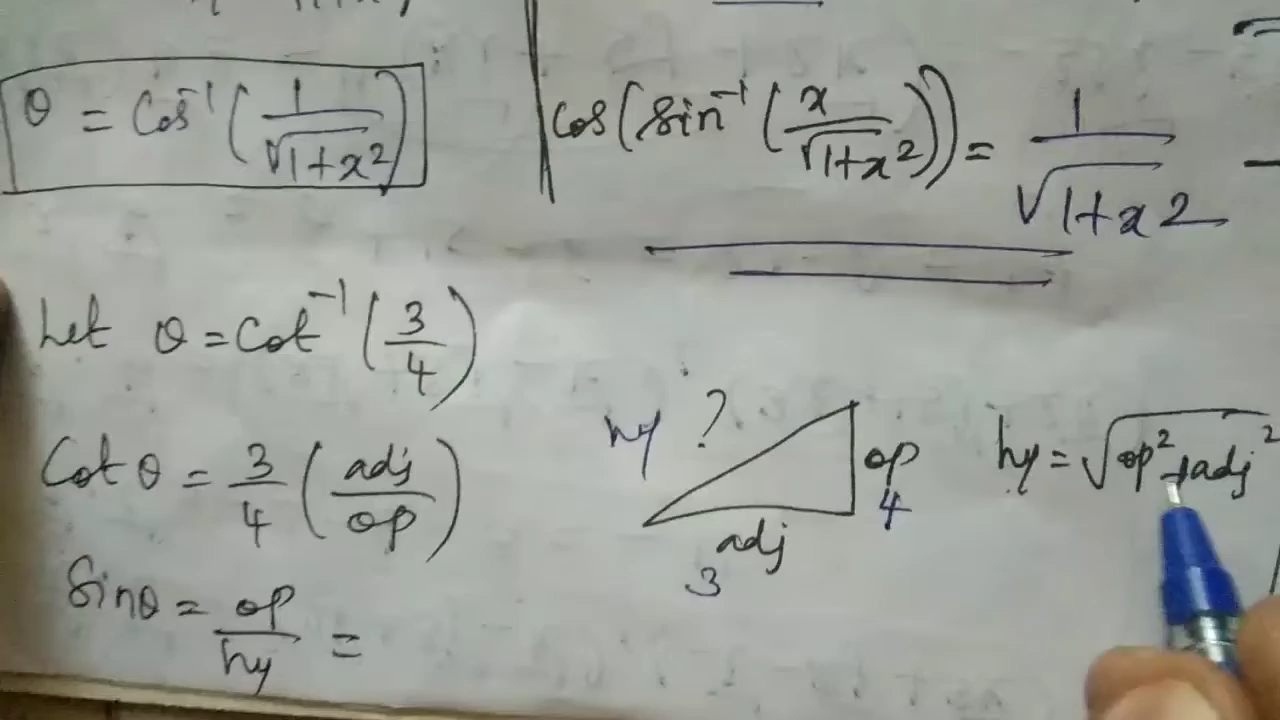 θ = Cos⁻¹ (1/√1+x²)
Cos(Sin⁻¹ (x/√1+x²)) = 1/√1+x2
Let θ = Cot⁻¹ (3/4)
Cot θ = 3/4 (adj/op)
Sinθ = op/hy =
hy ?
op
4
adj
3
hy = √op²+adj²